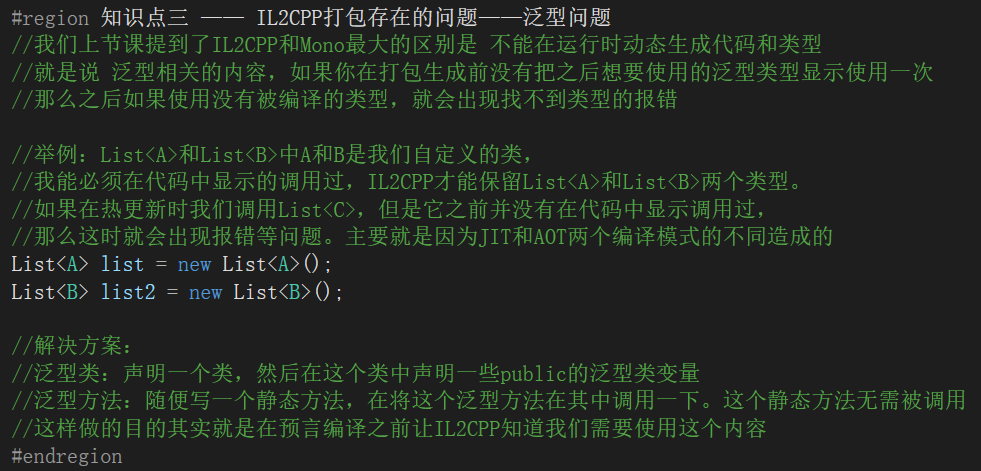 #region 知识点三 —— IL2CPP打包存在的问题——泛型问题
//我们上节课提到了IL2CPP和Mono最大的区别是 不能在运行时动态生成代码和类型
//就是说 泛型相关的内容，如果你在打包生成前没有把之后想要使用的泛型类型显示使用一次
//那么之后如果使用没有被编译的类型，就会出现找不到类型的报错
//举例：List<A>和List<B>中A和B是我们自定义的类，
//我能必须在代码中显示的调用过，IL2CPP才能保留List<A>和List<B>两个类型。
//如果在热更新时我们调用List<C>，但是它之前并没有在代码中显示调用过，
//那么这时就会出现报错等问题。主要就是因为JIT和AOT两个编译模式的不同造成的
List<A> list = new List<A>();
List<B> list2 = new List<B>();
//解决方案：
//泛型类：声明一个类，然后在这个类中声明一些public的泛型类变量
//泛型方法：随便写一个静态方法，在将这个泛型方法在其中调用一下。这个静态方法无需被调用
//这样做的目的其实就是在预言编译之前让IL2CPP知道我们需要使用这个内容
#endregion